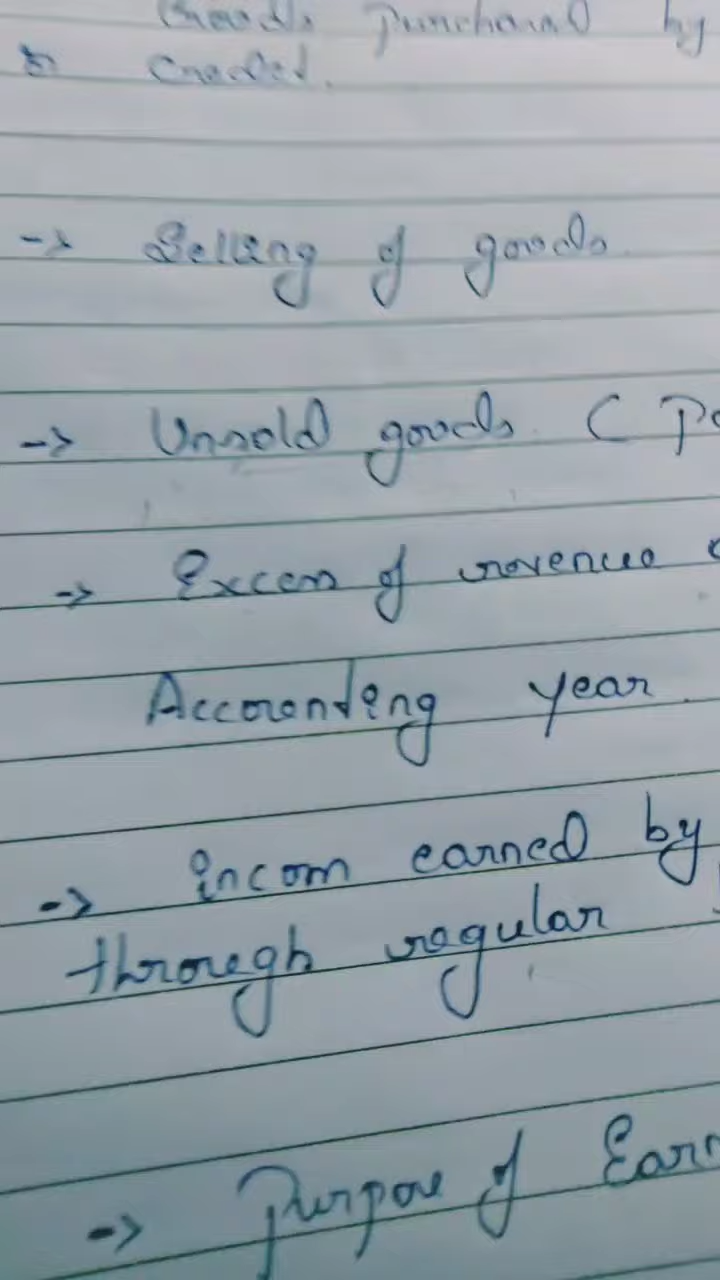 Goods Purchased by
Credit.
-> Selling of goods.
-> Unsold goods. (
-> Excess of revenue
Accounting year.
-> incom earned by
through regular
-> Purpose of Earn